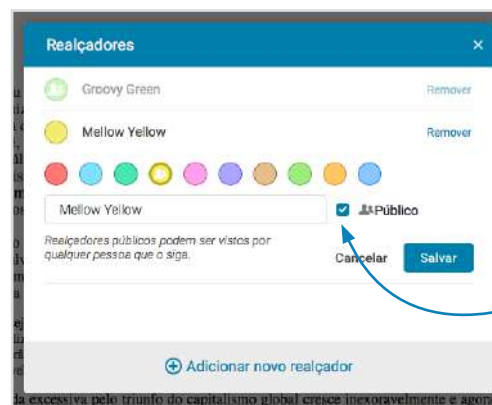 Realçadores ×
Groovy Green Remover
Mellow Yellow Remover
Mellow Yellow Público
Realçadores públicos podem ser vistos por
qualquer pessoa que o siga.
Cancelar Salvar
Adicionar novo realçador
da excessiva pelo triunfo do capitalismo global cresce inexoravelmente e agon